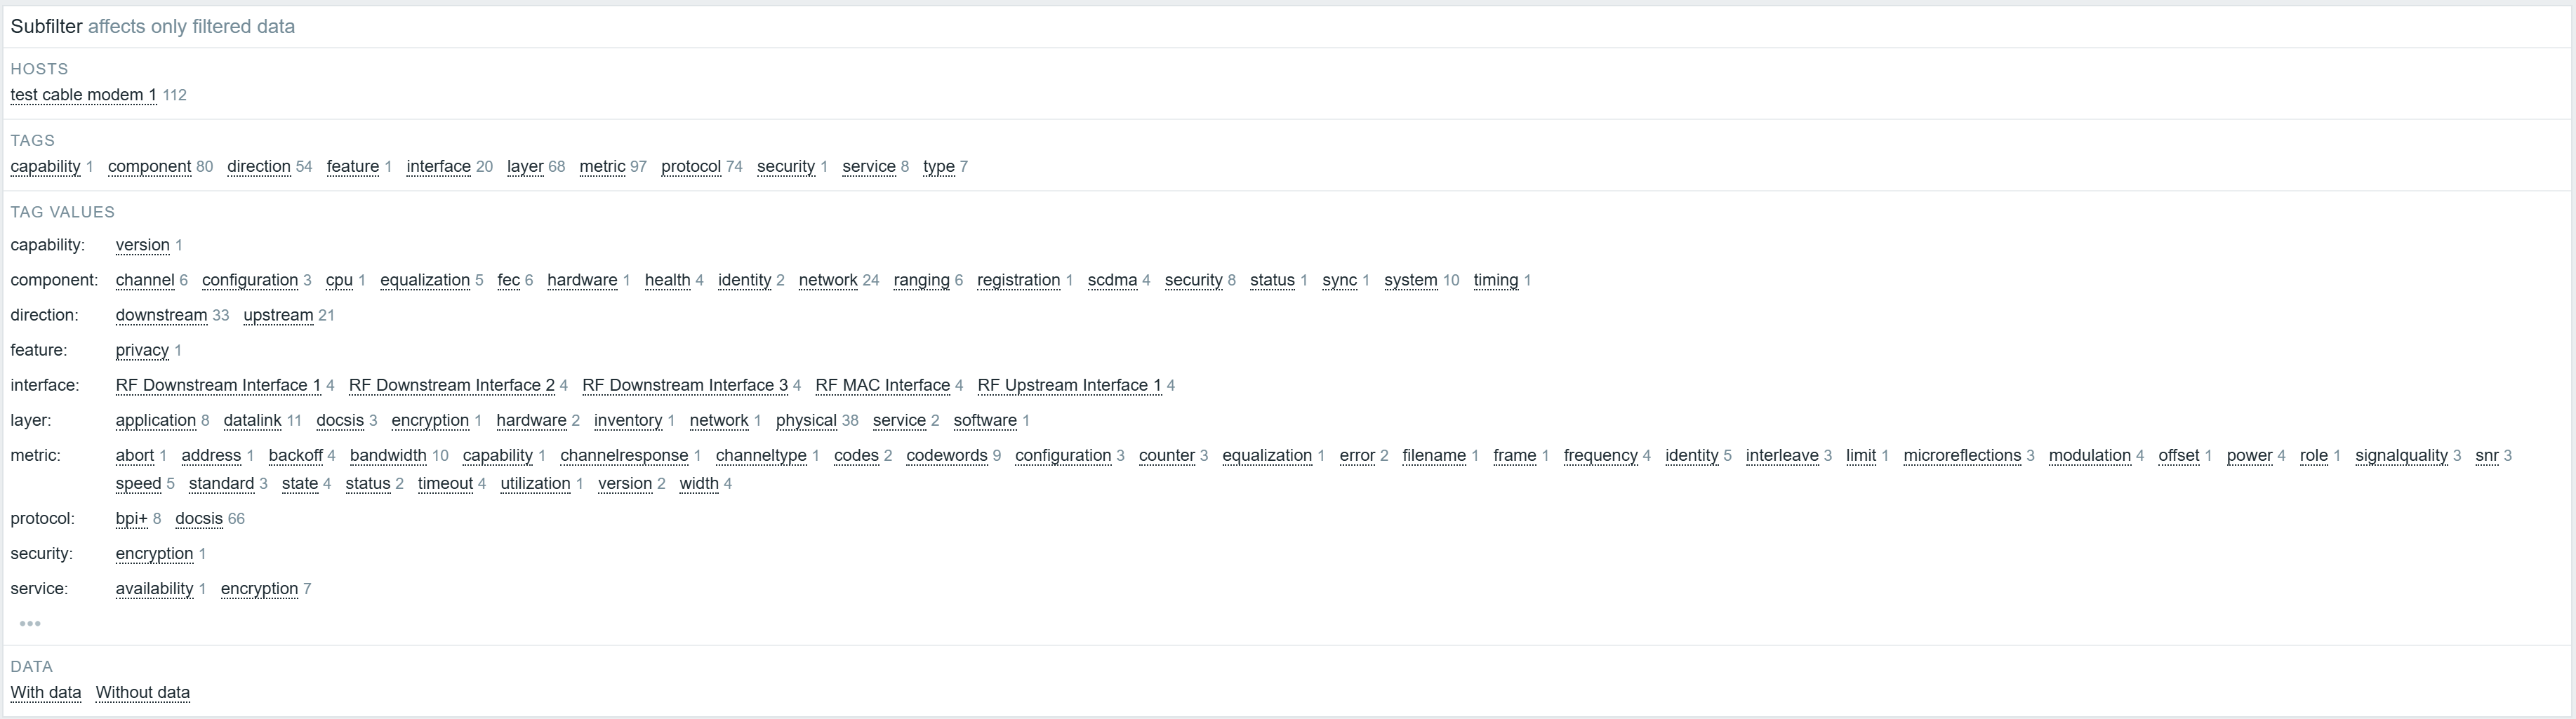 Subfilter affects only filtered data
HOSTS
test cable modem 1 112
TAGS
capability 1 component 80 direction 54 feature 1 interface 20 layer 68 metric 97 protocol 74 security 1 service 8 type 7
TAG VALUES
capability: version 1
component: channel 6 configuration 3 cpu 1 equalization 5 fec 6 hardware 1 health 4 identity 2 network 24 ranging 6 registration 1 scdma 4 security 8 status 1 sync 1 system 10 timing 1
direction: downstream 33 upstream 21
feature: privacy 1
interface: RF Downstream Interface 1 4 RF Downstream Interface 2 4 RF Downstream Interface 3 4 RF MAC Interface 4 RF Upstream Interface 1 4
layer: application 8 datalink 11 docsis 3 encryption 1 hardware 2 inventory 1 network 1 physical 38 service 2 software 1
metric: abort 1 address 1 backoff 4 bandwidth 10 capability 1 channelresponse 1 channeltype 1 codes 2 codewords 9 configuration 3 counter 3 equalization 1 error 2 filename 1 frame 1 frequency 4 identity 5 interleave 3 limit 1 microreflections 3 modulation 4 offset 1 power 4 role 1 signalquality 3 snr 3
speed 5 standard 3 state 4 status 2 timeout 4 utilization 1 version 2 width 4
protocol: bpi+ 8 docsis 66
security: encryption 1
service: availability 1 encryption 7
DATA
With data Without data